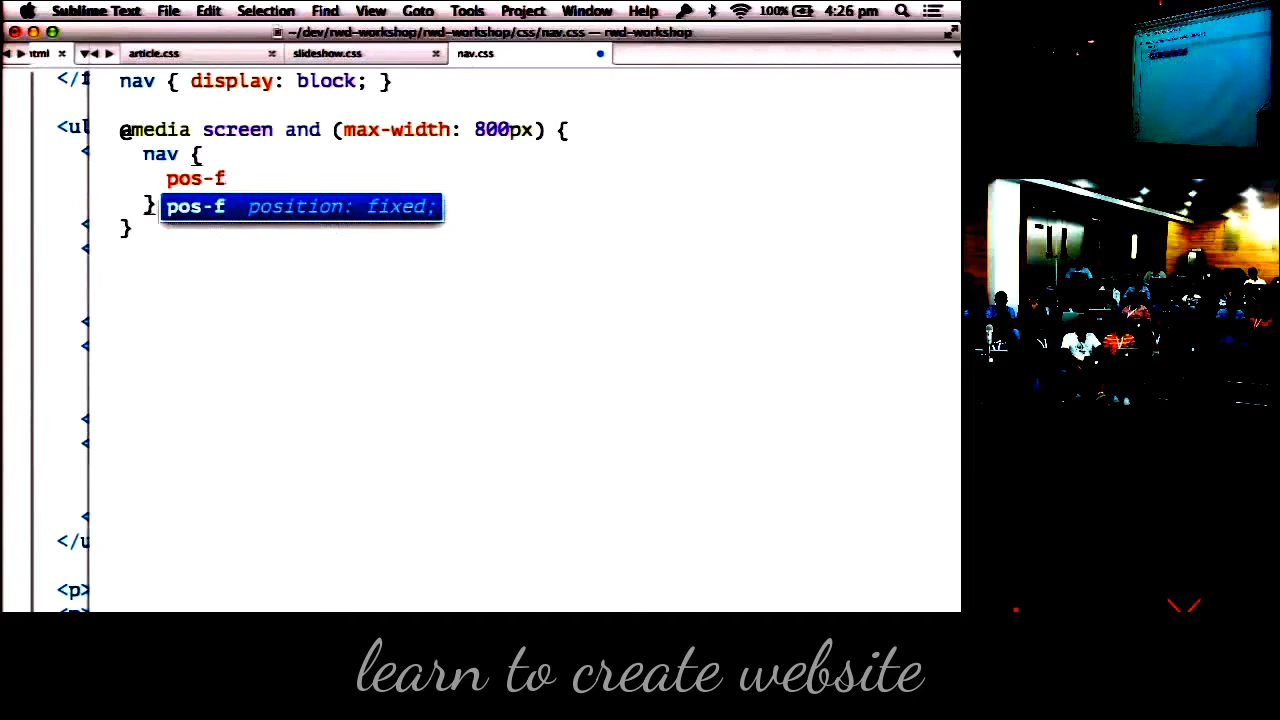 Sublime Text File Edit Selection Find View Goto Tools Project Window Help 100% 4:26 pm
~/dev/rwd-workshop/rwd-workshop/css/nav.css — rwd-workshop
html article.css slideshow.css nav.css
nav { display: block; }
<ul
@media screen and (max-width: 800px) {
nav {
pos-f
}
pos-f position: fixed;
}
</u
<p>
learn to create website